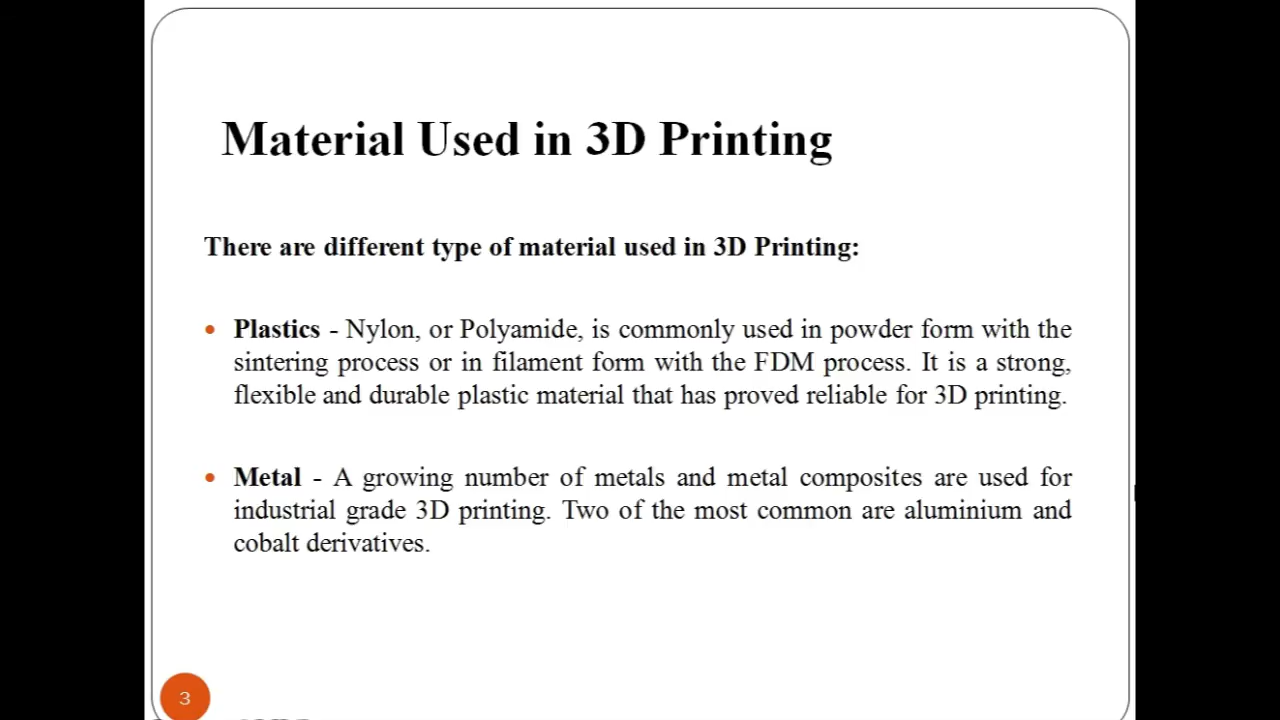 Material Used in 3D Printing
There are different type of material used in 3D Printing:
• Plastics - Nylon, or Polyamide, is commonly used in powder form with the
sintering process or in filament form with the FDM process. It is a strong,
flexible and durable plastic material that has proved reliable for 3D printing.
• Metal - A growing number of metals and metal composites are used for
industrial grade 3D printing. Two of the most common are aluminium and
cobalt derivatives.
3